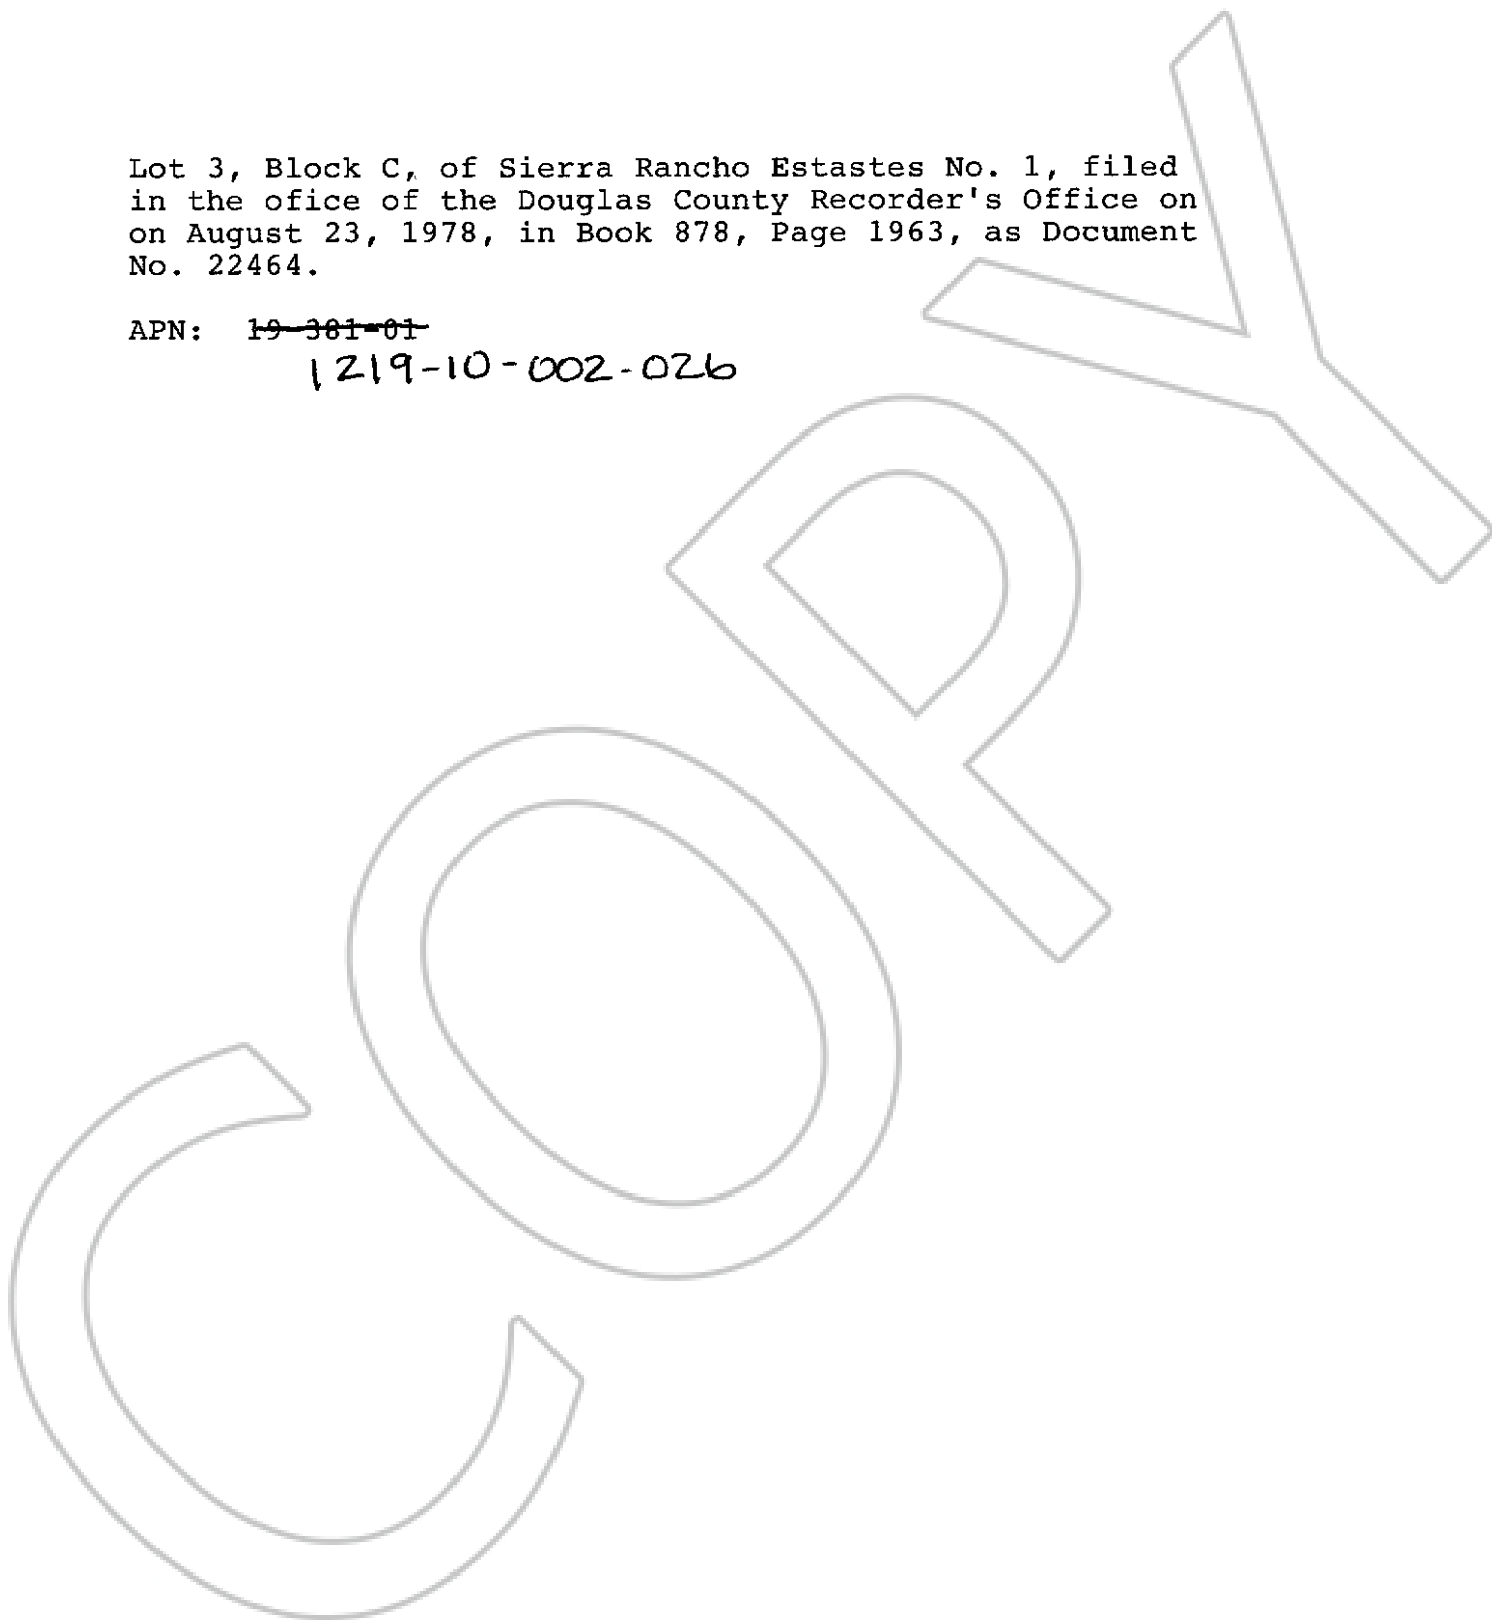 Lot 3, Block C, of Sierra Rancho Estastes No. 1, filed
in the ofice of the Douglas County Recorder's Office on
on August 23, 1978, in Book 878, Page 1963, as Document
No. 22464.
APN: 19-381-01
1219-10-002-026
COPY